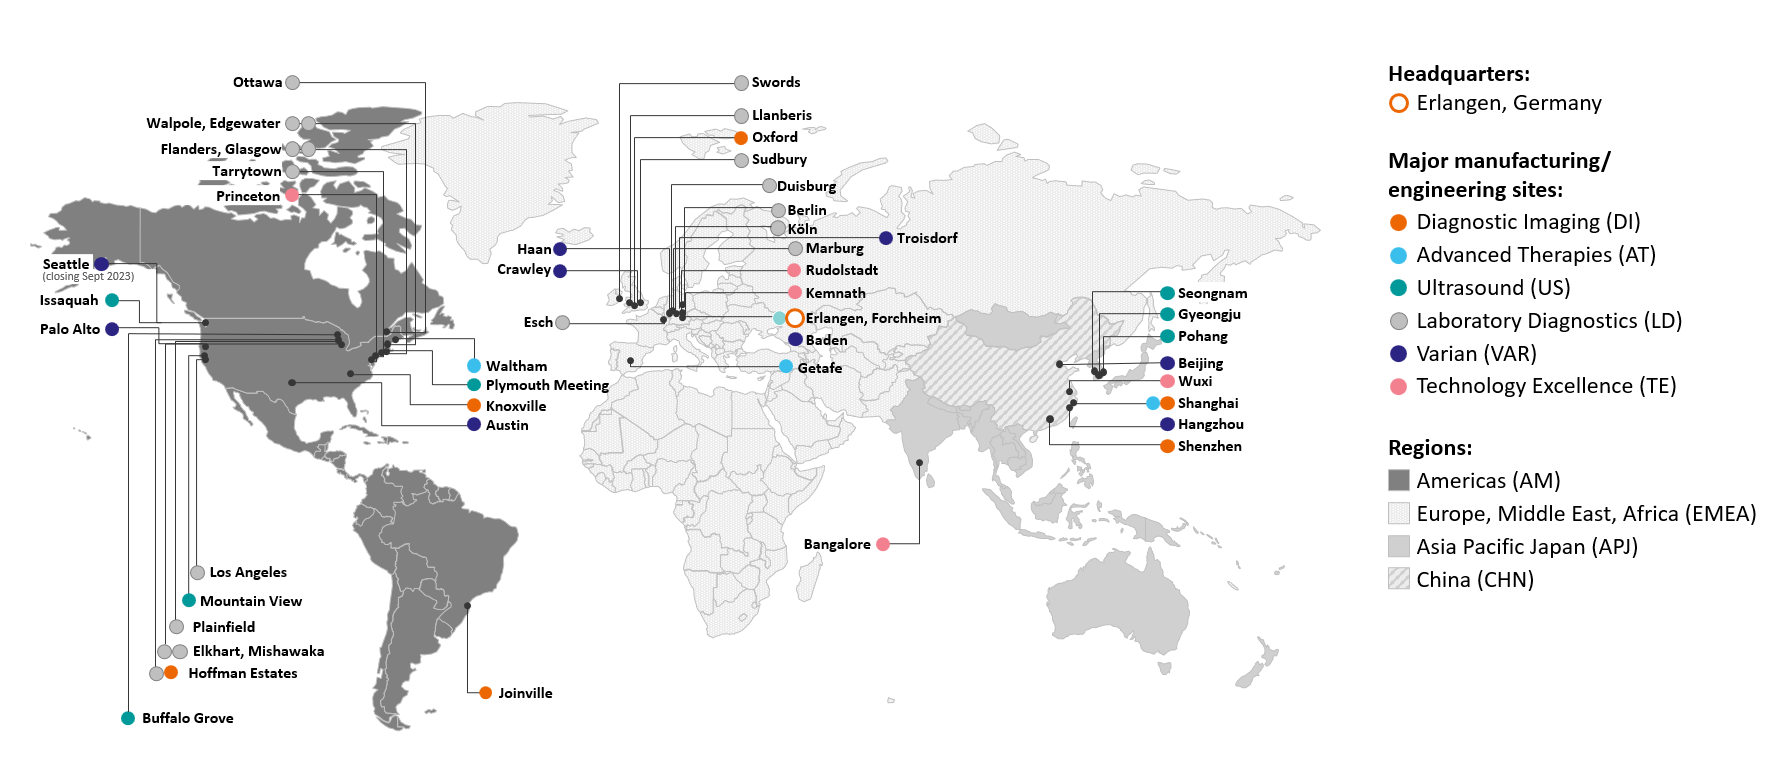 Ottawa
Walpole, Edgewater
Flanders, Glasgow
Tarrytown
Princeton
Seattle
(closing Sept 2023)
Issaquah
Palo Alto
Waltham
Plymouth Meeting
Knoxville
Austin
Los Angeles
Mountain View
Plainfield
Elkhart, Mishawaka
Hoffman Estates
Buffalo Grove
Joinville
Swords
Llanberis
Oxford
Sudbury
Duisburg
Berlin
Köln
Troisdorf
Marburg
Haan
Crawley
Rudolstadt
Kemnath
Esch
Erlangen, Forchheim
Baden
Getafe
Bangalore
Seongnam
Gyeongju
Pohang
Beijing
Wuxi
Shanghai
Hangzhou
Shenzhen
Headquarters:
Erlangen, Germany
Major manufacturing/
engineering sites:
Diagnostic Imaging (DI)
Advanced Therapies (AT)
Ultrasound (US)
Laboratory Diagnostics (LD)
Varian (VAR)
Technology Excellence (TE)
Regions:
Americas (AM)
Europe, Middle East, Africa (EMEA)
Asia Pacific Japan (APJ)
China (CHN)